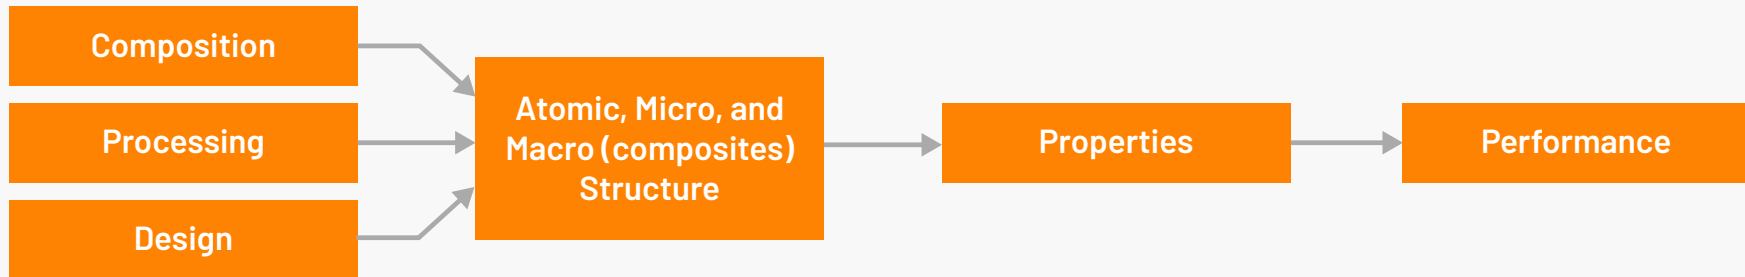 Composition
Processing
Design
Atomic, Micro, and
Macro (composites)
Structure
Properties
Performance